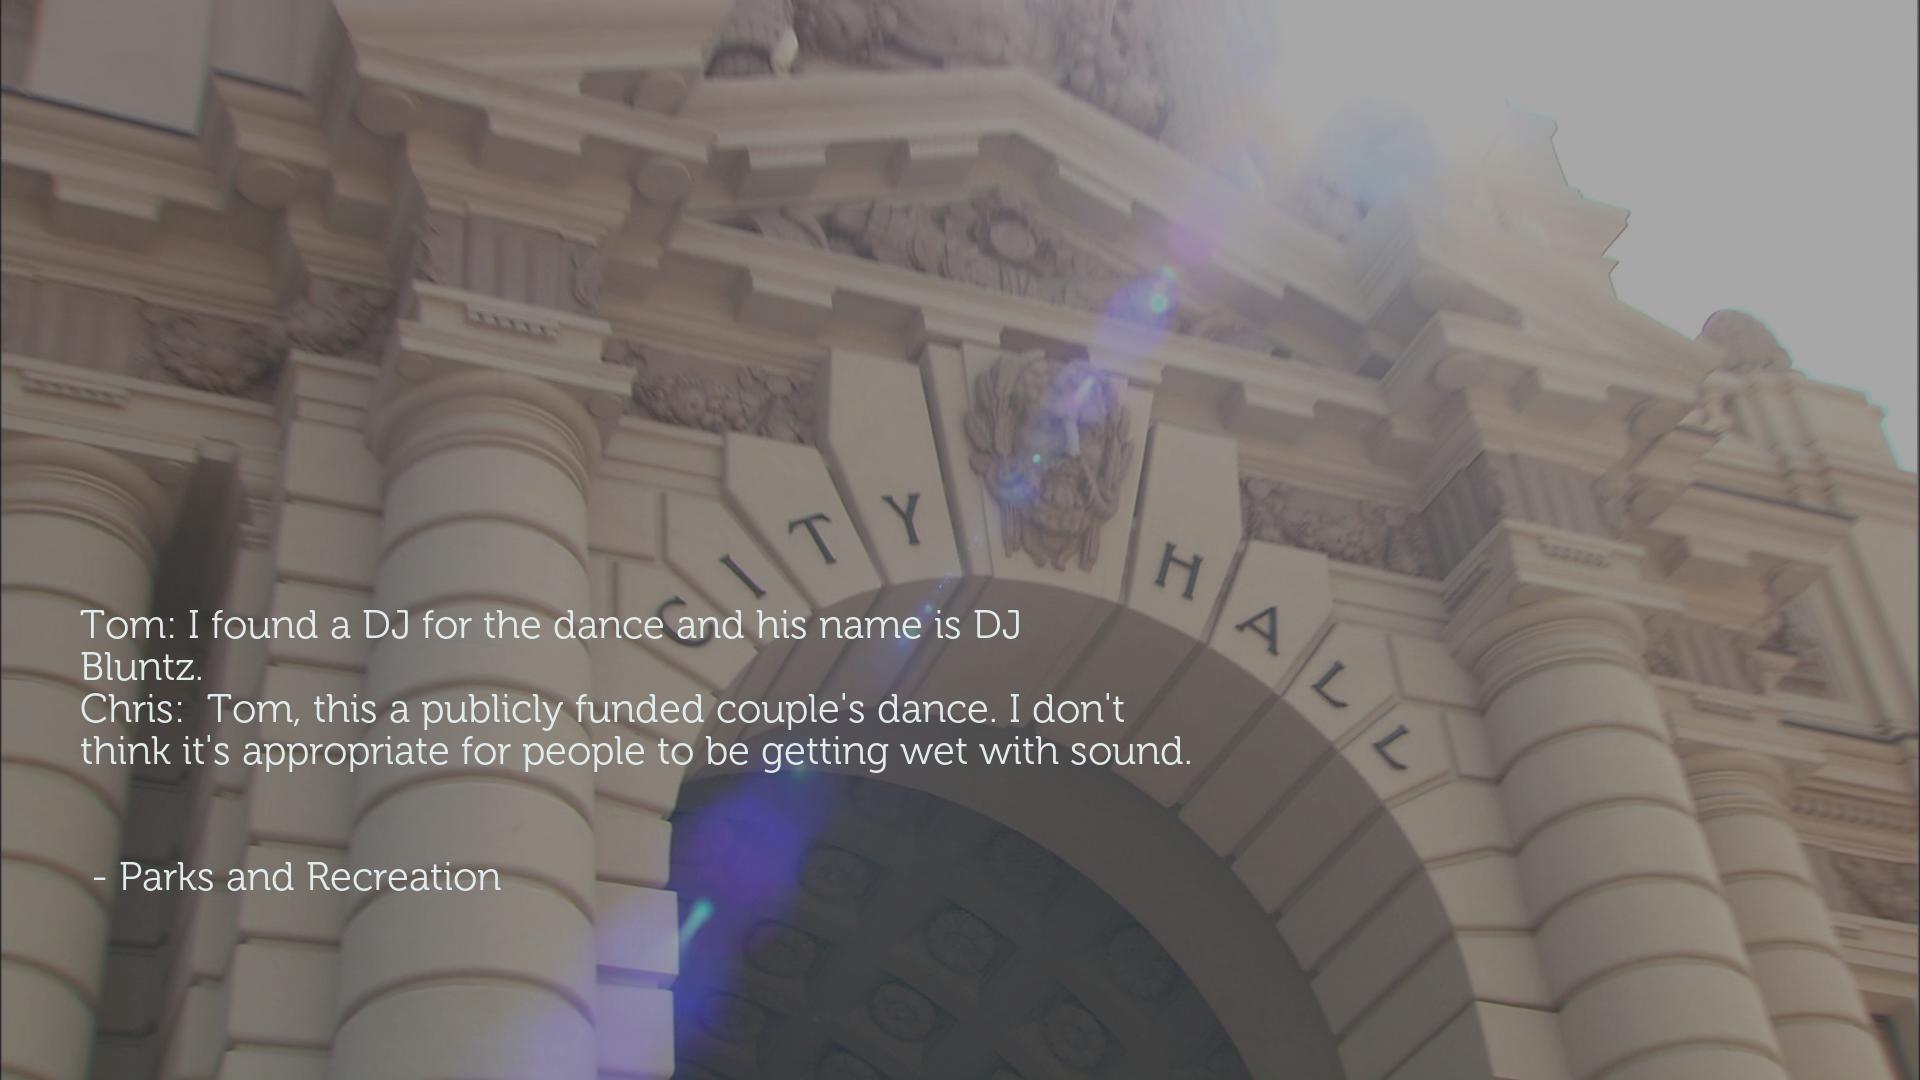 CITY HALL
Tom: I found a DJ for the dance and his name is DJ
Bluntz.
Chris:  Tom, this a publicly funded couple's dance. I don't
think it's appropriate for people to be getting wet with sound.
- Parks and Recreation